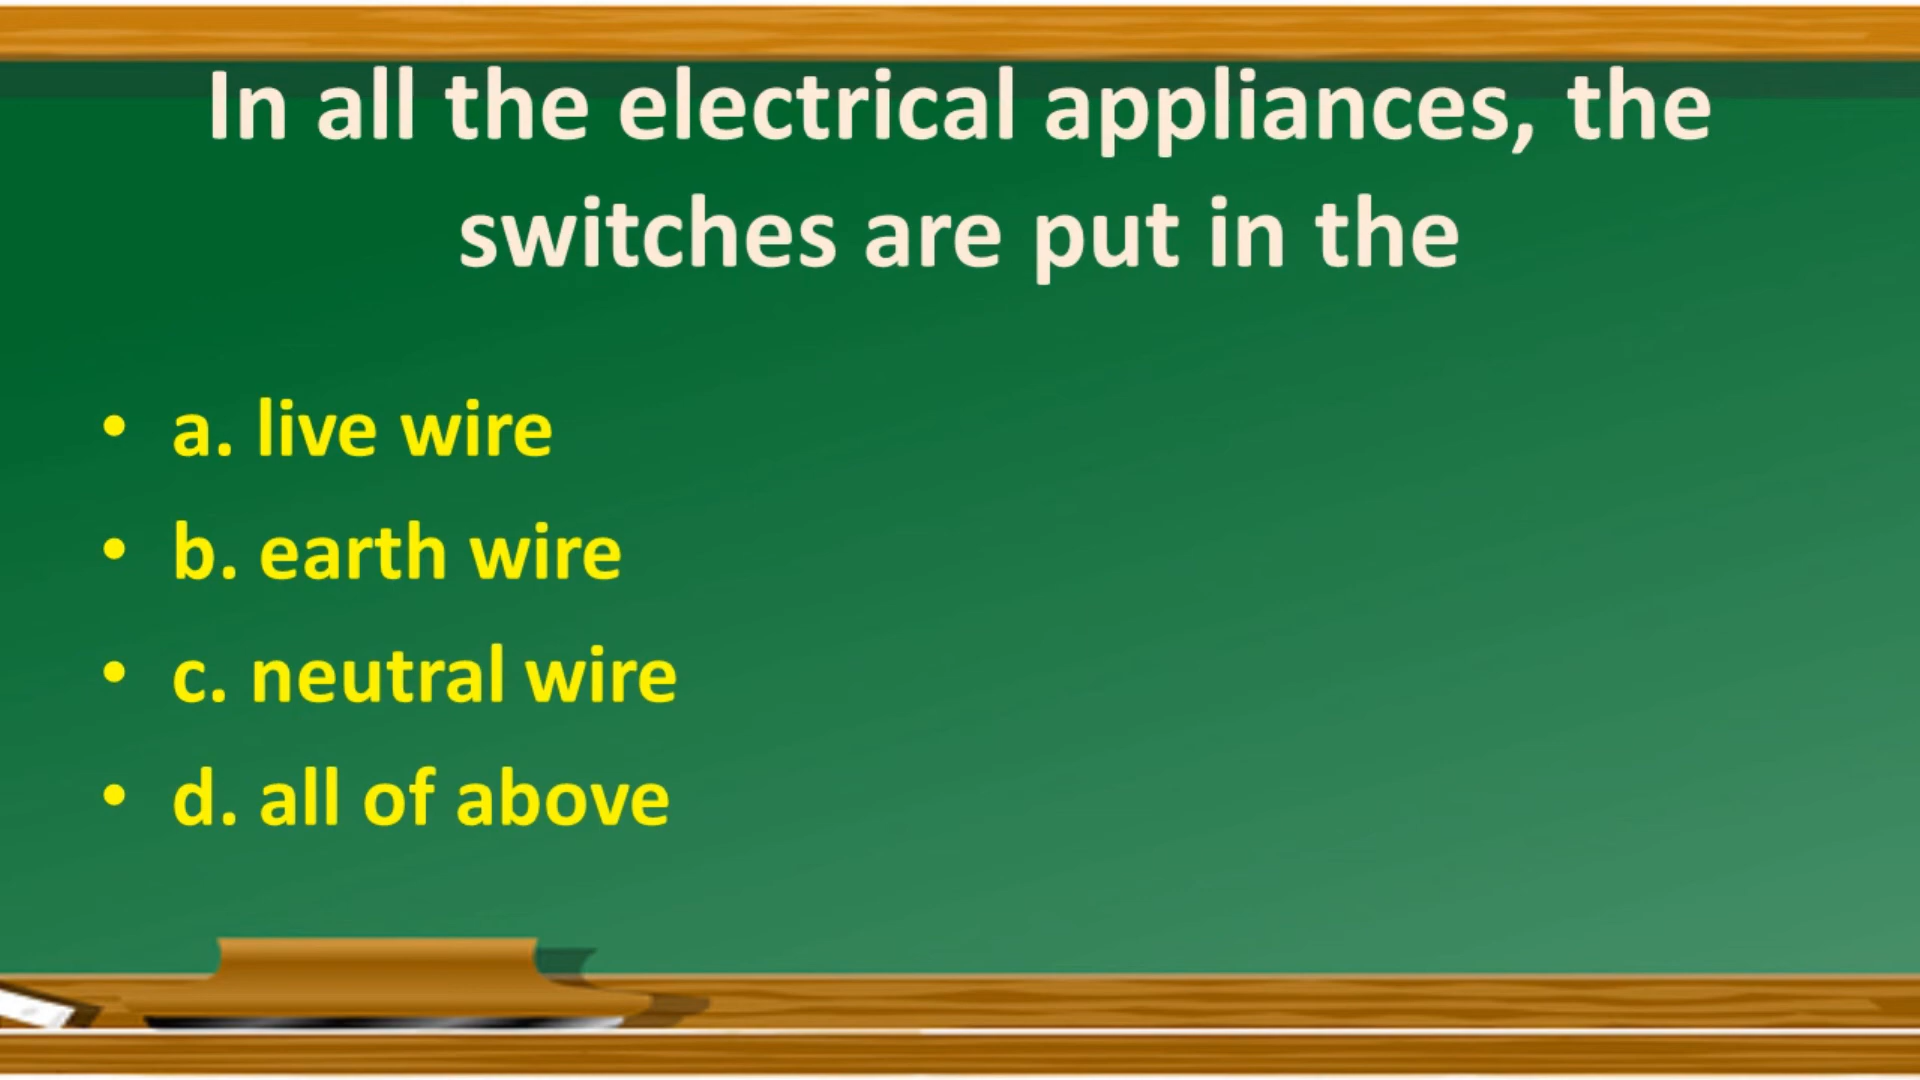 In all the electrical appliances, the
switches are put in the
• a. live wire
• b. earth wire
• c. neutral wire
• d. all of above